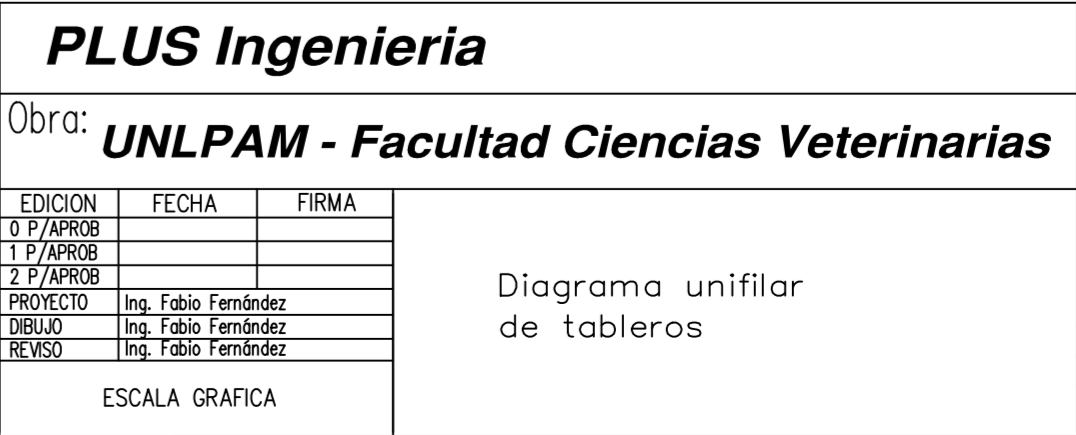 PLUS Ingenieria
Obra:
UNLPAM - Facultad Ciencias Veterinarias
EDICION FECHA FIRMA
0 P/APROB
1 P/APROB
2 P/APROB
PROYECTO Ing. Fabio Fernández
DIBUJO Ing. Fabio Fernández
REVISO Ing. Fabio Fernández
ESCALA GRAFICA
Diagrama unifilar
de tableros